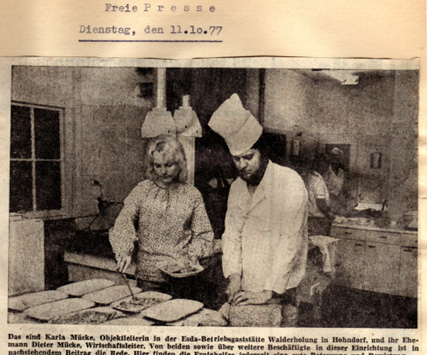 Freie Presse
Dienstag, den 11.10.77
Das sind Karla Mücke, Objektleiterin in der Esda-Betriebsgaststätte Walderholung in Hohndorf, und ihr Ehe-
mann Dieter Mücke, Wirtschaftsleiter. Von beiden sowie über weitere Beschäftigte in dieser Einrichtung ist in
nachstehendem Beitrag die Rede. Hier finden die